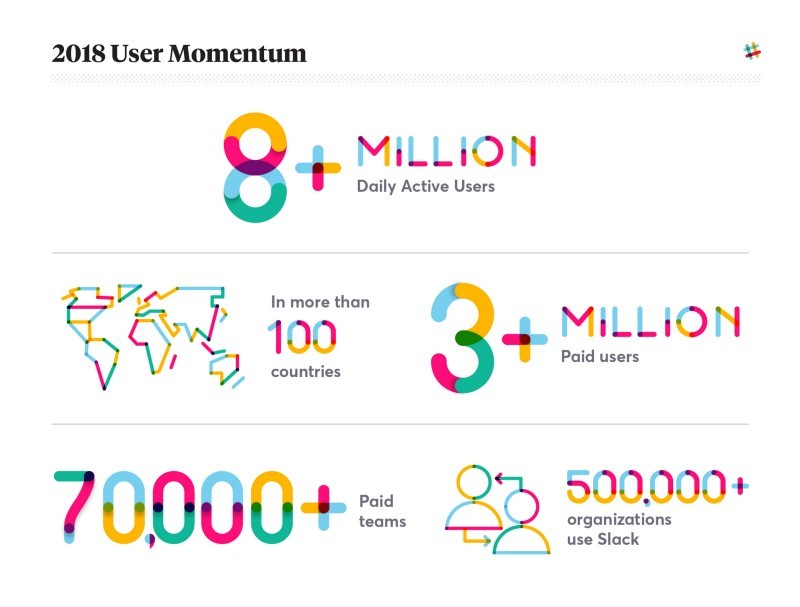 2018 User Momentum
8+ MiLLiON
Daily Active Users
In more than
100
countries
3+ MiLLiON
Paid users
70,000+
Paid
teams
500,000+
organizations
use Slack